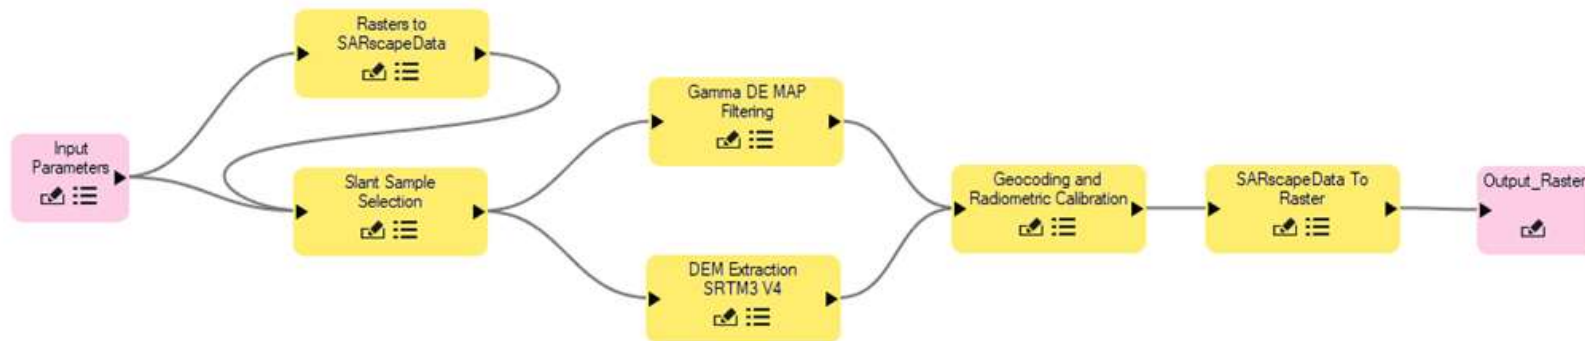 Rasters to
SARscapeData
Input
Parameters
Slant Sample
Selection
Gamma DE MAP
Filtering
DEM Extraction
SRTM3 V4
Geocoding and
Radiometric Calibration
SARscapeData To
Raster
Output_Raster